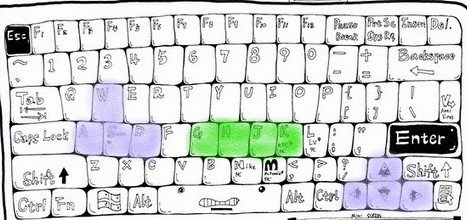 Esc F1 F2 F3 F4 F5 F6 F7 F8 F9 F10 F11 F12 Pause Break Prt Sc Insert Del.
~ 1 2 3 4 5 6 7 8 9 0 - + = Backspace
Tab Q W E R T Y U I O P { [ } ] \
Caps Lock A D F G H J K L : ; " ' Enter
Shift Z X C V B N M < > ? Shift
Ctrl Fn Alt Alt Ctrl